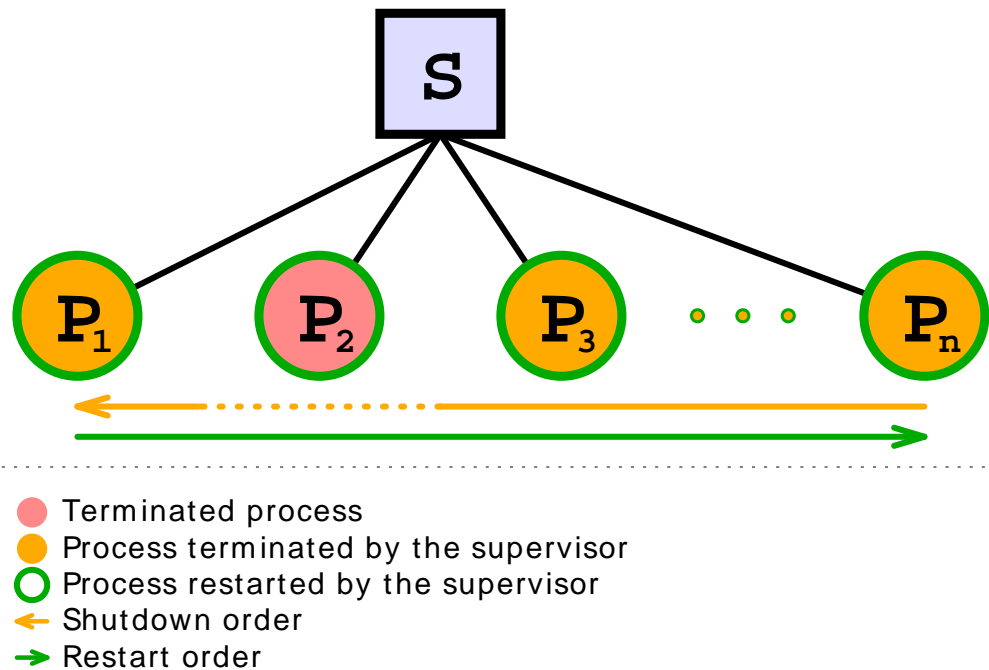 S
P1 P2 P3 Pn
Terminated process
Process terminated by the supervisor
Process restarted by the supervisor
Shutdown order
Restart order